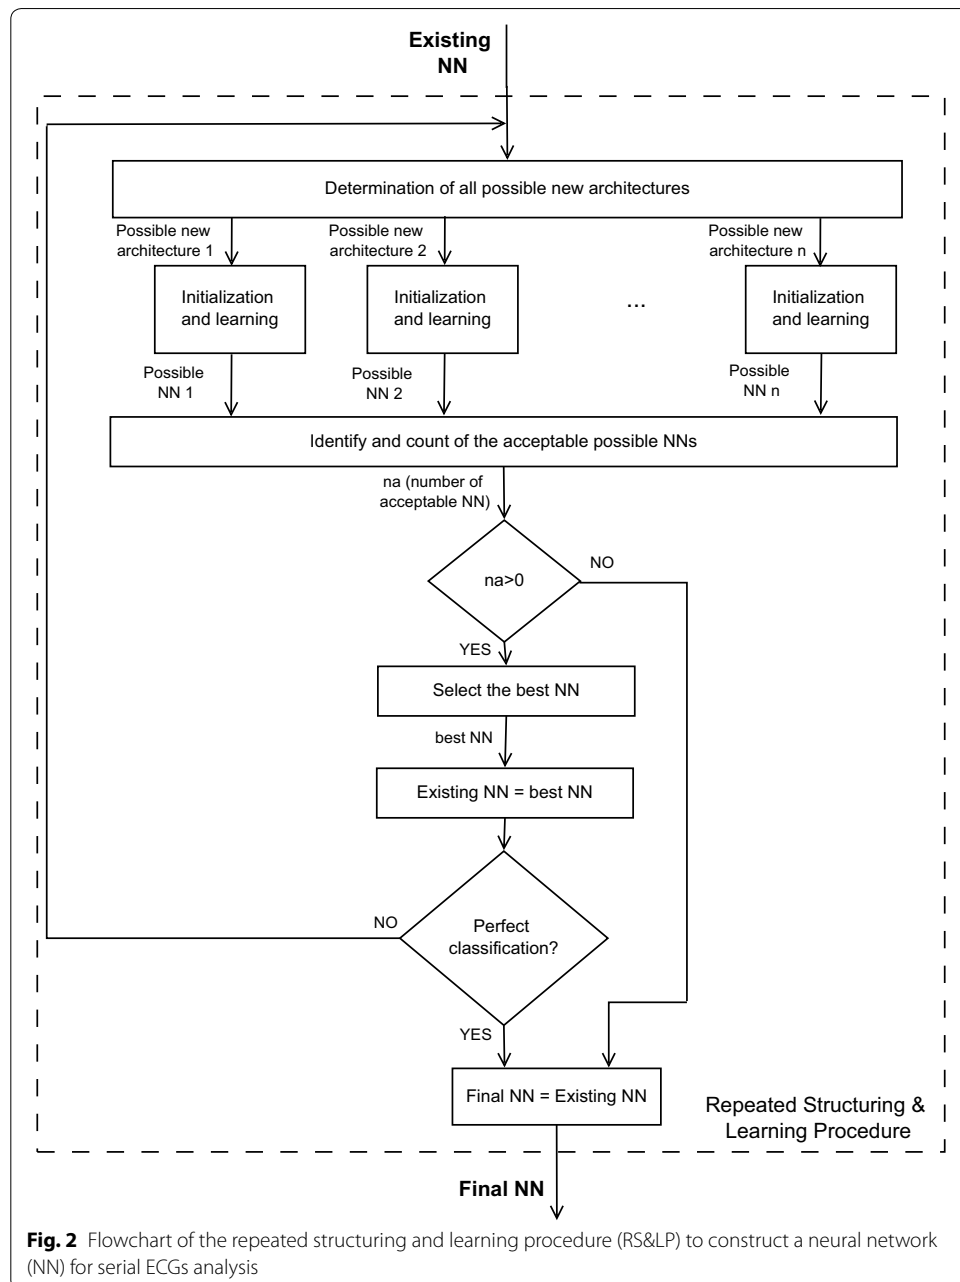 Existing
NN
Determination of all possible new architectures
Possible new
architecture 1
Possible new
architecture 2
Possible new
architecture n
Initialization
and learning
Initialization
and learning
...
Initialization
and learning
Possible
NN 1
Possible
NN 2
Possible
NN n
Identify and count of the acceptable possible NNs
na (number of
acceptable NN)
na>0
NO
YES
Select the best NN
best NN
Existing NN = best NN
NO
Perfect
classification?
YES
Final NN = Existing NN
Repeated Structuring &
Learning Procedure
Final NN
Fig. 2 Flowchart of the repeated structuring and learning procedure (RS&LP) to construct a neural network
(NN) for serial ECGs analysis